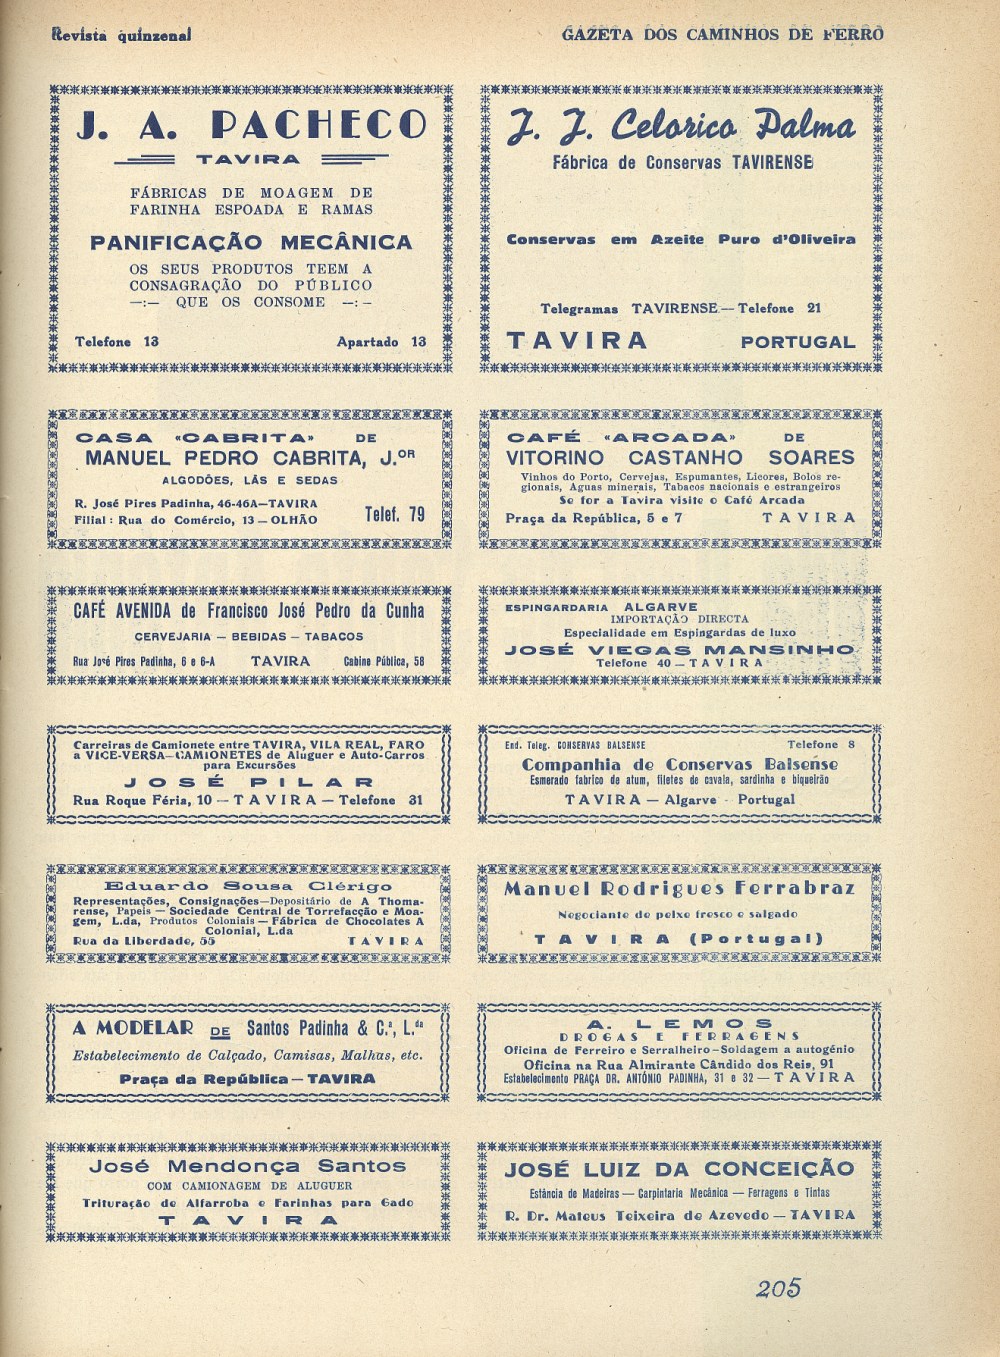 Revista quinzenal
GAZETA DOS CAMINHOS DE FERRO
J. A. PACHECO
TAVIRA
FÁBRICAS DE MOAGEM DE
FARINHA ESPOADA E RAMAS
PANIFICAÇÃO MECÂNICA
OS SEUS PRODUTOS TEEM A
CONSAGRAÇÃO DO PÚBLICO
—:— QUE OS CONSOME —:—
Telefone 13 Apartado 13
J. J. Celorico Palma
Fábrica de Conservas TAVIRENSE
Conservas em Azeite Puro d'Oliveira
Telegramas TAVIRENSE — Telefone 21
TAVIRA PORTUGAL
CASA «CABRITA» DE
MANUEL PEDRO CABRITA, J.OR
ALGODÕES, LÃS E SEDAS
R. José Pires Padinha, 46-46A—TAVIRA
Filial: Rua do Comércio, 13 — OLHÃO
Telef. 79
CAFÉ «ARCADA» DE
VITORINO CASTANHO SOARES
Vinhos do Porto, Cervejas, Espumantes, Licores, Bolos re-
gionais, Aguas minerais, Tabacos nacionais e estrangeiros
Se for a Tavira visite o Café Arcada
Praça da República, 5 e 7 TAVIRA
CAFÉ AVENIDA de Francisco José Pedro da Cunha
CERVEJARIA — BEBIDAS — TABACOS
Rua José Pires Padinha, 6 e 6-A TAVIRA Cabine Pública, 58
ESPINGARDARIA ALGARVE
IMPORTAÇÃO DIRECTA
Especialidade em Espingardas de luxo
JOSÉ VIEGAS MANSINHO
Telefone 40 — TAVIRA
Carreiras de Camionete entre TAVIRA, VILA REAL, FARO
a VICE-VERSA—CAMIONETES de Aluguer e Auto-Carros
para Excursões
JOSÉ PILAR
Rua Roque Féria, 10 — TAVIRA — Telefone 31
End. Teleg. CONSERVAS BALSENSE Telefone 8
Companhia de Conservas Balsense
Esmerado fabrico de atum, filetes de cavala, sardinha e biqueirão
TAVIRA — Algarve - Portugal
Eduardo Sousa Clérigo
Representações, Consignações—Depositário de A Thoma-
rense, Papeis — Sociedade Central de Torrefacção e Moa-
gem, L.da, Produtos Coloniais — Fábrica de Chocolates A
Colonial, L.da
Rua da Liberdade, 55 TAVIRA
Manuel Rodrigues Ferrabraz
Negociante de peixe fresco e salgado
TAVIRA (Portugal)
A MODELAR DE Santos Padinha & C.ª, L.da
Estabelecimento de Calçado, Camisas, Malhas, etc.
Praça da República — TAVIRA
A. LEMOS
DROGAS E FERRAGENS
Oficina de Ferreiro e Serralheiro—Soldagem a autogénio
Oficina na Rua Almirante Cândido dos Reis, 91
Estabelecimento PRAÇA DR. ANTÓNIO PADINHA, 31 e 32 — TAVIRA
José Mendonça Santos
COM CAMIONAGEM DE ALUGUER
Trituração de Alfarroba e Farinhas para Gado
TAVIRA
JOSÉ LUIZ DA CONCEIÇÃO
Estância de Madeiras — Carpintaria Mecânica — Ferragens e Tintas
R. Dr. Mateus Teixeira de Azevedo — TAVIRA
205